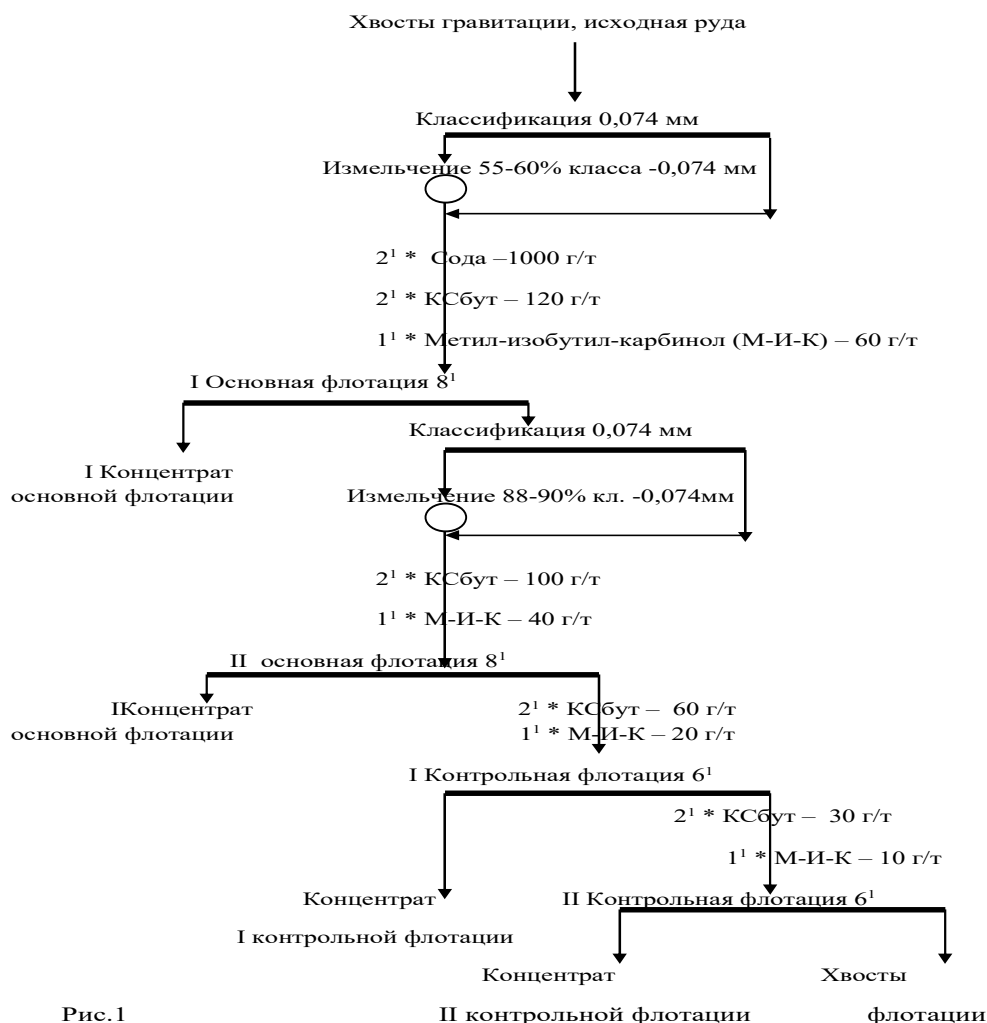 Хвосты гравитации, исходная руда
Классификация 0,074 мм
Измельчение 55-60% класса -0,074 мм
2¹ * Сода –1000 г/т
2¹ * КСбут – 120 г/т
1¹ * Метил-изобутил-карбинол (М-И-К) – 60 г/т
I Основная флотация 8¹
Классификация 0,074 мм
I Концентрат
основной флотации
Измельчение 88-90% кл. -0,074мм
2¹ * КСбут – 100 г/т
1¹ * М-И-К – 40 г/т
II основная флотация 8¹
IКонцентрат
основной флотации
2¹ * КСбут – 60 г/т
1¹ * М-И-К – 20 г/т
I Контрольная флотация 6¹
2¹ * КСбут – 30 г/т
1¹ * М-И-К – 10 г/т
Концентрат
I контрольной флотации
II Контрольная флотация 6¹
Концентрат
II контрольной флотации
Хвосты
флотации
Рис.1